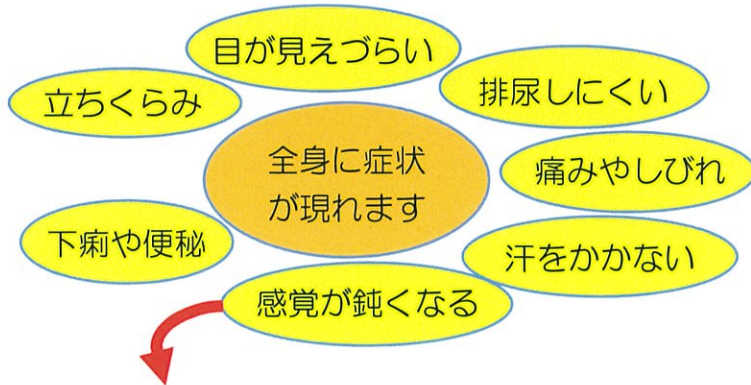 目が見えづらい
立ちくらみ
排尿しにくい
全身に症状
が現れます
痛みやしびれ
下痢や便秘
汗をかかない
感覚が鈍くなる